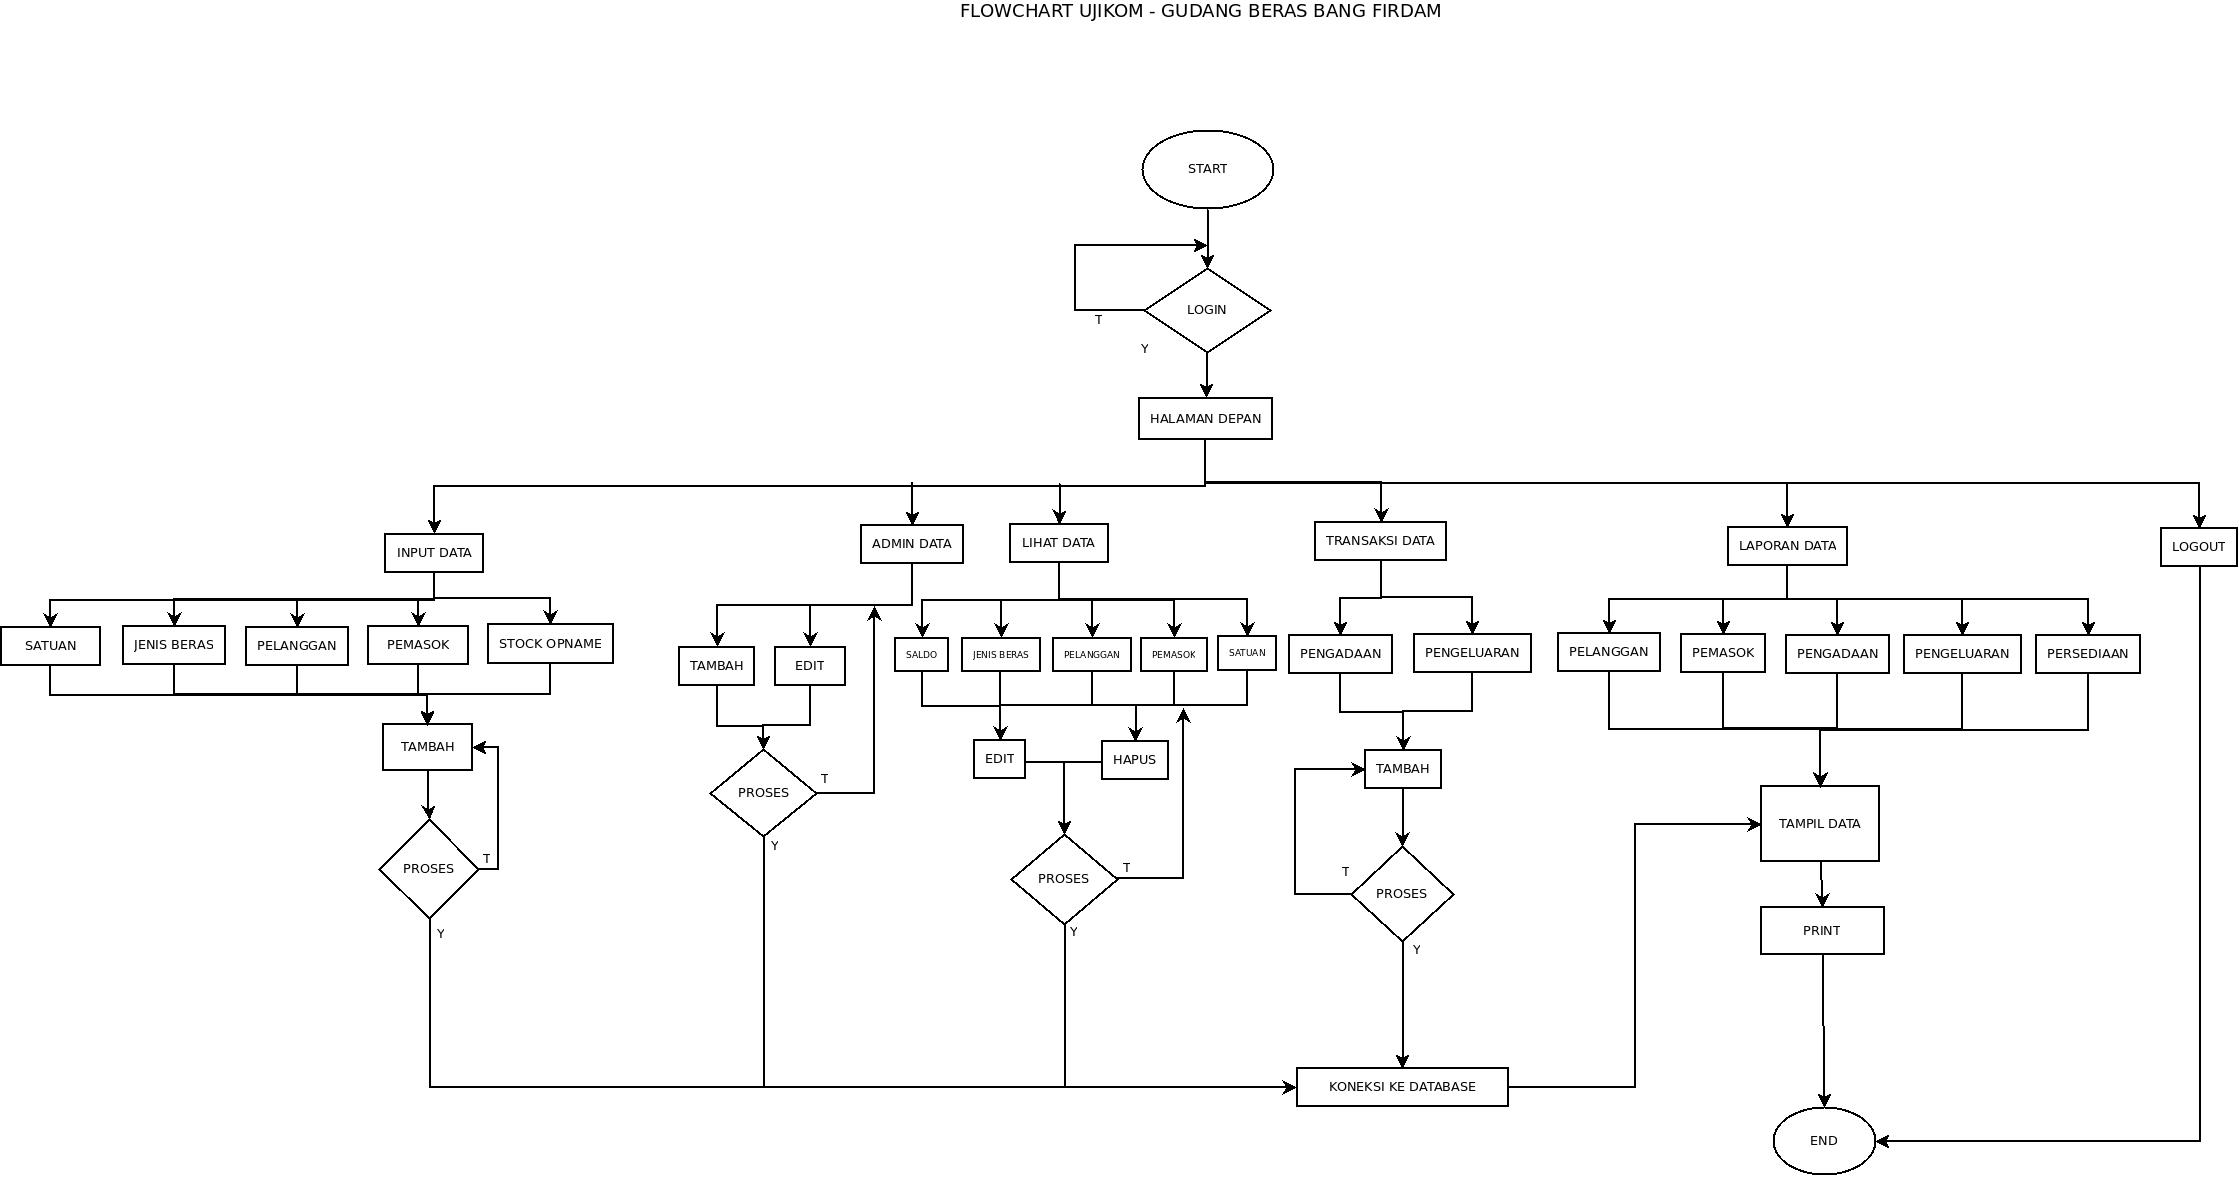 FLOWCHART UJIKOM - GUDANG BERAS BANG FIRDAM
START
LOGIN
T
Y
HALAMAN DEPAN
INPUT DATA
ADMIN DATA
LIHAT DATA
TRANSAKSI DATA
LAPORAN DATA
LOGOUT
SATUAN
JENIS BERAS
PELANGGAN
PEMASOK
STOCK OPNAME
TAMBAH
EDIT
SALDO
JENIS BERAS
PELANGGAN
PEMASOK
SATUAN
PENGADAAN
PENGELUARAN
PELANGGAN
PEMASOK
PENGADAAN
PENGELUARAN
PERSEDIAAN
TAMBAH
PROSES
T
Y
EDIT
HAPUS
TAMBAH
TAMPIL DATA
PROSES
T
Y
PROSES
T
Y
PROSES
T
Y
PRINT
KONEKSI KE DATABASE
END